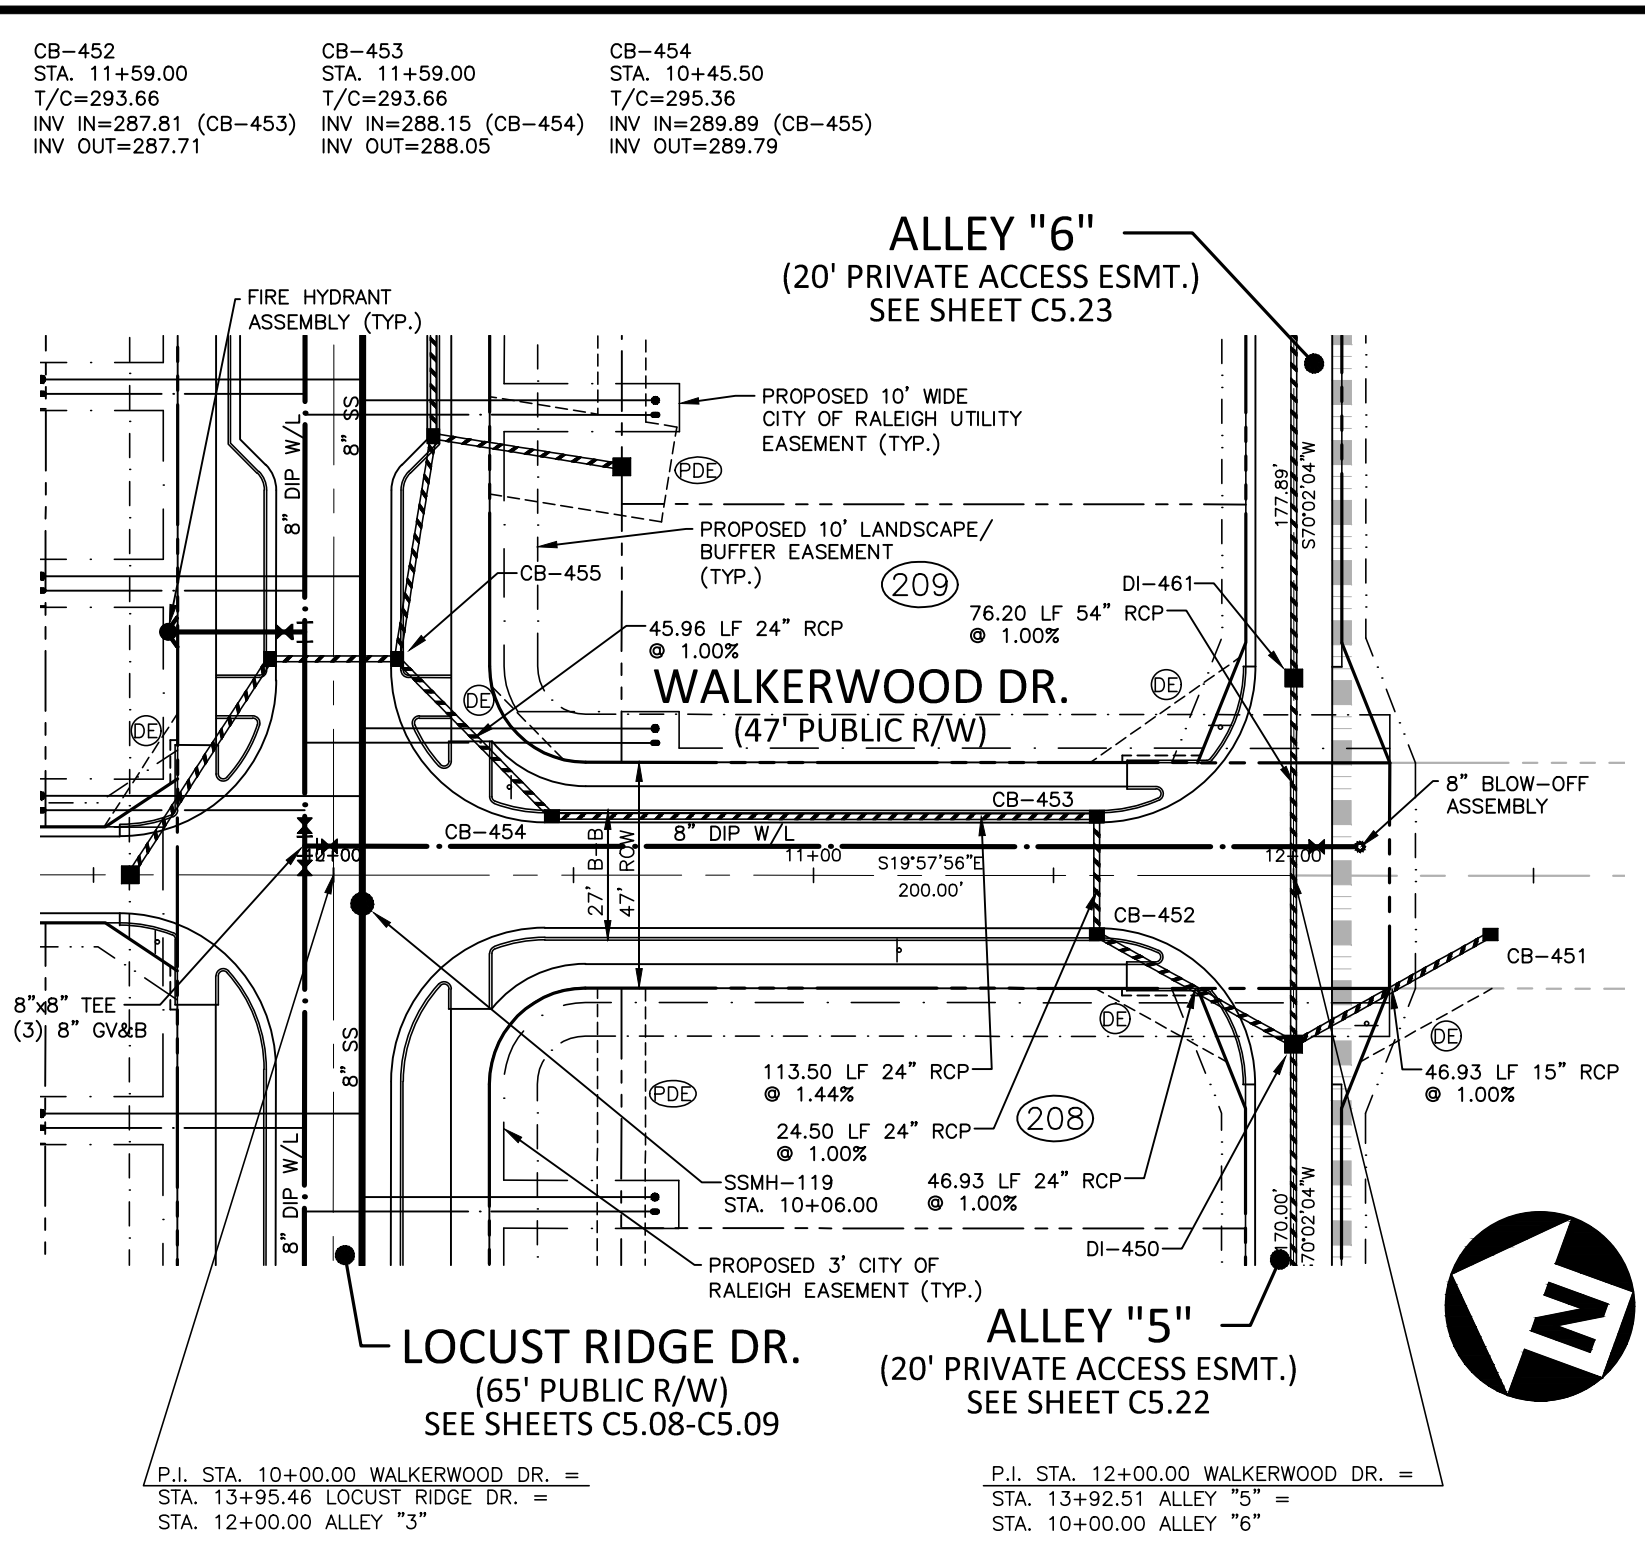 CB-452
STA. 11+59.00
T/C=293.66
INV IN=287.81 (CB-453)
INV OUT=287.71
CB-453
STA. 11+59.00
T/C=293.66
INV IN=288.15 (CB-454)
INV OUT=288.05
CB-454
STA. 10+45.50
T/C=295.36
INV IN=289.89 (CB-455)
INV OUT=289.79
ALLEY "6"
(20' PRIVATE ACCESS ESMT.)
SEE SHEET C5.23
FIRE HYDRANT
ASSEMBLY (TYP.)
8" DIP W/L
8" SS
PROPOSED 10' WIDE
CITY OF RALEIGH UTILITY
EASEMENT (TYP.)
PDE
PROPOSED 10' LANDSCAPE/
BUFFER EASEMENT
(TYP.)
CB-455
209
177.89'
S70°02'04"W
DI-461
76.20 LF 54" RCP
@ 1.00%
45.96 LF 24" RCP
@ 1.00%
WALKERWOOD DR.
(47' PUBLIC R/W)
DE
DE
DE
8" BLOW-OFF
ASSEMBLY
CB-453
CB-454
8" DIP W/L
27' B-B
47' ROW
10+00
11+00
12+00
S19°57'56"E
200.00'
CB-452
CB-451
8"x8" TEE
(3) 8" GV&B
8" SS
8" DIP W/L
DE
DE
113.50 LF 24" RCP
@ 1.44%
PDE
208
46.93 LF 15" RCP
@ 1.00%
24.50 LF 24" RCP
@ 1.00%
SSMH-119
STA. 10+06.00
46.93 LF 24" RCP
@ 1.00%
DI-450
170.00'
70°02'04"W
PROPOSED 3' CITY OF
RALEIGH EASEMENT (TYP.)
LOCUST RIDGE DR.
(65' PUBLIC R/W)
SEE SHEETS C5.08-C5.09
ALLEY "5"
(20' PRIVATE ACCESS ESMT.)
SEE SHEET C5.22
N
P.I. STA. 10+00.00 WALKERWOOD DR. =
STA. 13+95.46 LOCUST RIDGE DR. =
STA. 12+00.00 ALLEY "3"
P.I. STA. 12+00.00 WALKERWOOD DR. =
STA. 13+92.51 ALLEY "5" =
STA. 10+00.00 ALLEY "6"